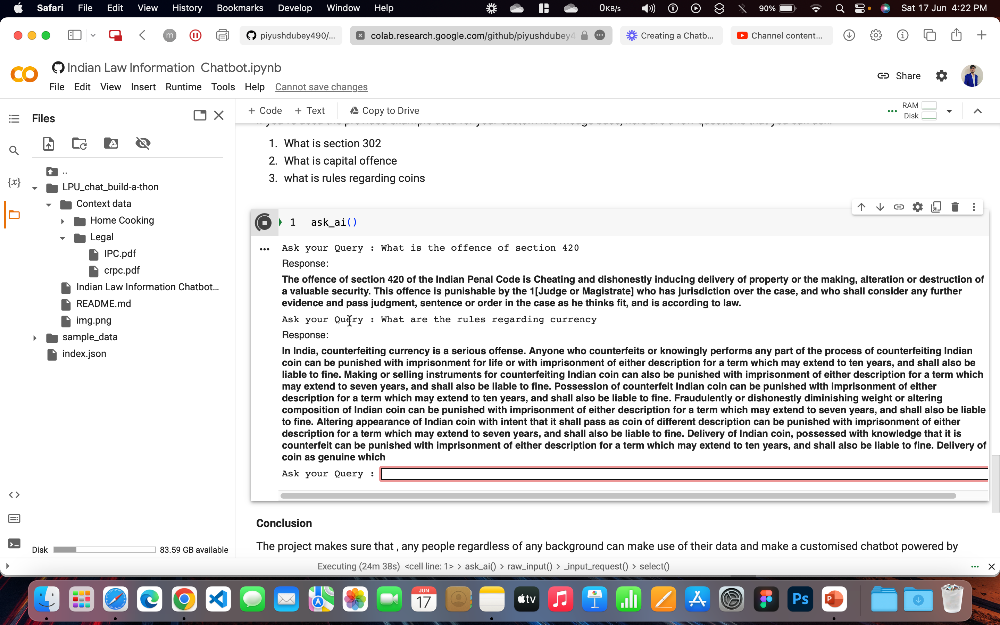 Safari File Edit View History Bookmarks Develop Window Help 0KB/s 90% Sat 17 Jun 4:22 PM
m piyushdubey490/... colab.research.google.com/github/piyushdubey4 Creating a Chatb... Channel content...
Indian Law Information Chatbot.ipynb
Share
File Edit View Insert Runtime Tools Help Cannot save changes
Files
+ Code + Text Copy to Drive RAM
Disk
1. What is section 302
2. What is capital offence
3. what is rules regarding coins
..
{x}
LPU_chat_build-a-thon
Context data
Home Cooking
Legal
IPC.pdf
crpc.pdf
Indian Law Information Chatbot...
README.md
img.png
sample_data
index.json
1 ask_ai()
Ask your Query : What is the offence of section 420
Response:
The offence of section 420 of the Indian Penal Code is Cheating and dishonestly inducing delivery of property or the making, alteration or destruction of
a valuable security. This offence is punishable by the 1[Judge or Magistrate] who has jurisdiction over the case, and who shall consider any further
evidence and pass judgment, sentence or order in the case as he thinks fit, and is according to law.
Ask your Query : What are the rules regarding currency
Response:
In India, counterfeiting currency is a serious offense. Anyone who counterfeits or knowingly performs any part of the process of counterfeiting Indian
coin can be punished with imprisonment for life or with imprisonment of either description for a term which may extend to ten years, and shall also be
liable to fine. Making or selling instruments for counterfeiting Indian coin can also be punished with imprisonment of either description for a term which
may extend to seven years, and shall also be liable to fine. Possession of counterfeit Indian coin can be punished with imprisonment of either
description for a term which may extend to ten years, and shall also be liable to fine. Fraudulently or dishonestly diminishing weight or altering
composition of Indian coin can be punished with imprisonment of either description for a term which may extend to seven years, and shall also be liable
to fine. Altering appearance of Indian coin with intent that it shall pass as coin of different description can be punished with imprisonment of either
description for a term which may extend to seven years, and shall also be liable to fine. Delivery of Indian coin, possessed with knowledge that it is
counterfeit can be punished with imprisonment of either description for a term which may extend to ten years, and shall also be liable to fine. Delivery of
coin as genuine which
Ask your Query :
Conclusion
The project makes sure that , any people regardless of any background can make use of their data and make a customised chatbot powered by
Disk 83.59 GB available
Executing (24m 38s) <cell line: 1> > ask_ai() > raw_input() > _input_request() > select()
JUN
17
tv
Ps
P